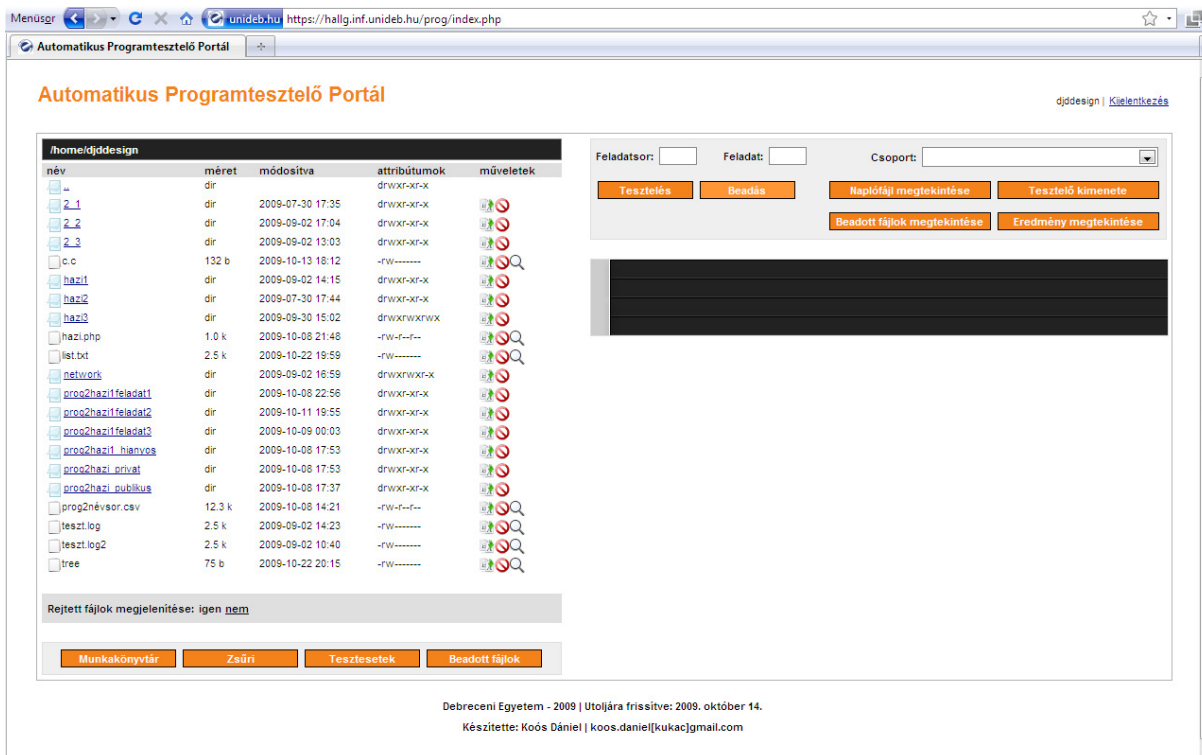 Menüsor unideb.hu https://hallg.inf.unideb.hu/prog/index.php
Automatikus Programtesztelő Portál
Automatikus Programtesztelő Portál
djddesign | Kijelentkezés
/home/djddesign
név méret módosítva attribútumok műveletek
.. dir drwxr-xr-x
2_1 dir 2009-07-30 17:35 drwxr-xr-x
2_2 dir 2009-09-02 17:04 drwxr-xr-x
2_3 dir 2009-09-02 13:03 drwxr-xr-x
c.c 132 b 2009-10-13 18:12 -rw-------
hazi1 dir 2009-09-02 14:15 drwxr-xr-x
hazi2 dir 2009-07-30 17:44 drwxr-xr-x
hazi3 dir 2009-09-30 15:02 drwxrwxrwx
hazi.php 1.0 k 2009-10-08 21:48 -rw-r--r--
list.txt 2.5 k 2009-10-22 19:59 -rw-------
network dir 2009-09-02 16:59 drwxrwxr-x
prog2hazi1feladat1 dir 2009-10-08 22:56 drwxr-xr-x
prog2hazi1feladat2 dir 2009-10-11 19:55 drwxr-xr-x
prog2hazi1feladat3 dir 2009-10-09 00:03 drwxr-xr-x
prog2hazi1_hianyos dir 2009-10-08 17:53 drwxr-xr-x
prog2hazi_privat dir 2009-10-08 17:53 drwxr-xr-x
prog2hazi_publikus dir 2009-10-08 17:37 drwxr-xr-x
prog2névsor.csv 12.3 k 2009-10-08 14:21 -rw-r--r--
teszt.log 2.5 k 2009-09-02 14:23 -rw-------
teszt.log2 2.5 k 2009-09-02 10:40 -rw-------
tree 75 b 2009-10-22 20:15 -rw-------
Rejtett fájlok megjelenítése: igen nem
Munkakönyvtár Zsűri Tesztesetek Beadott fájlok
Feladatsor: Feladat: Csoport:
Tesztelés Beadás Naplófájl megtekintése Tesztelő kimenete
Beadott fájlok megtekintése Eredmény megtekintése
Debreceni Egyetem - 2009 | Utoljára frissítve: 2009. október 14.
Készítette: Koós Dániel | koos.daniel[kukac]gmail.com